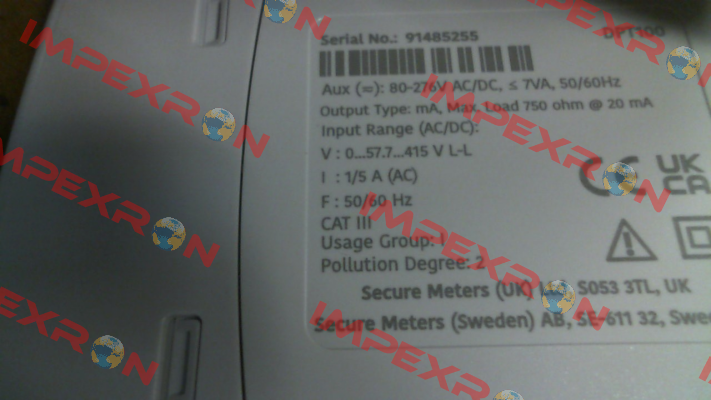 Serial No.: 91485255 DPT100
Aux (≂): 80-276V AC/DC, ≤ 7VA, 50/60Hz
Output Type: mA, Max. Load 750 ohm @ 20 mA
Input Range (AC/DC):
V : 0...57.7...415 V L-L
I : 1/5 A (AC)
F : 50/60 Hz
CAT III
Usage Group: I
Pollution Degree: 2
CE UK CA
Secure Meters (UK) SO53 3TL, UK
Secure Meters (Sweden) AB, SE-611 32,
IMPEXRON
IMPEXRON
IMPEXRON
IMPEXRON
IMPEXRON
IMPEXRON
IMPEXRON